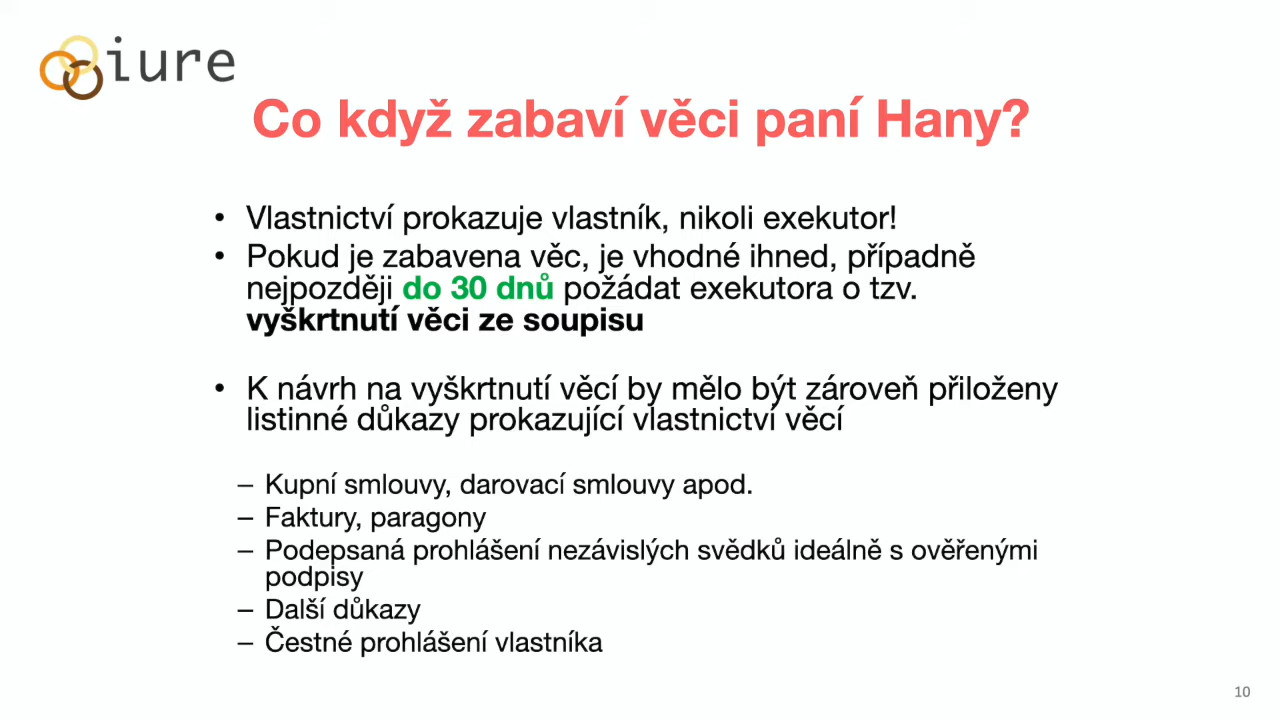 iure
Co když zabaví věci paní Hany?
• Vlastnictví prokazuje vlastník, nikoli exekutor!
• Pokud je zabavena věc, je vhodné ihned, případně
nejpozději do 30 dnů požádat exekutora o tzv.
vyškrtnutí věci ze soupisu
• K návrh na vyškrtnutí věcí by mělo být zároveň přiloženy
listinné důkazy prokazující vlastnictví věcí
– Kupní smlouvy, darovací smlouvy apod.
– Faktury, paragony
– Podepsaná prohlášení nezávislých svědků ideálně s ověřenými
podpisy
– Další důkazy
– Čestné prohlášení vlastníka
10